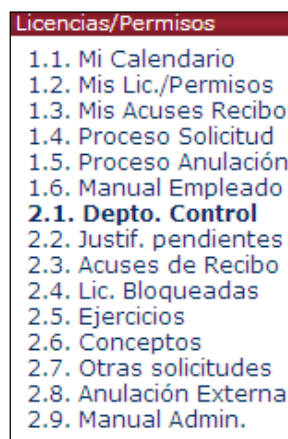 Licencias/Permisos
1.1. Mi Calendario
1.2. Mis Lic./Permisos
1.3. Mis Acuses Recibo
1.4. Proceso Solicitud
1.5. Proceso Anulación
1.6. Manual Empleado
2.1. Depto. Control
2.2. Justif. pendientes
2.3. Acuses de Recibo
2.4. Lic. Bloqueadas
2.5. Ejercicios
2.6. Conceptos
2.7. Otras solicitudes
2.8. Anulación Externa
2.9. Manual Admin.